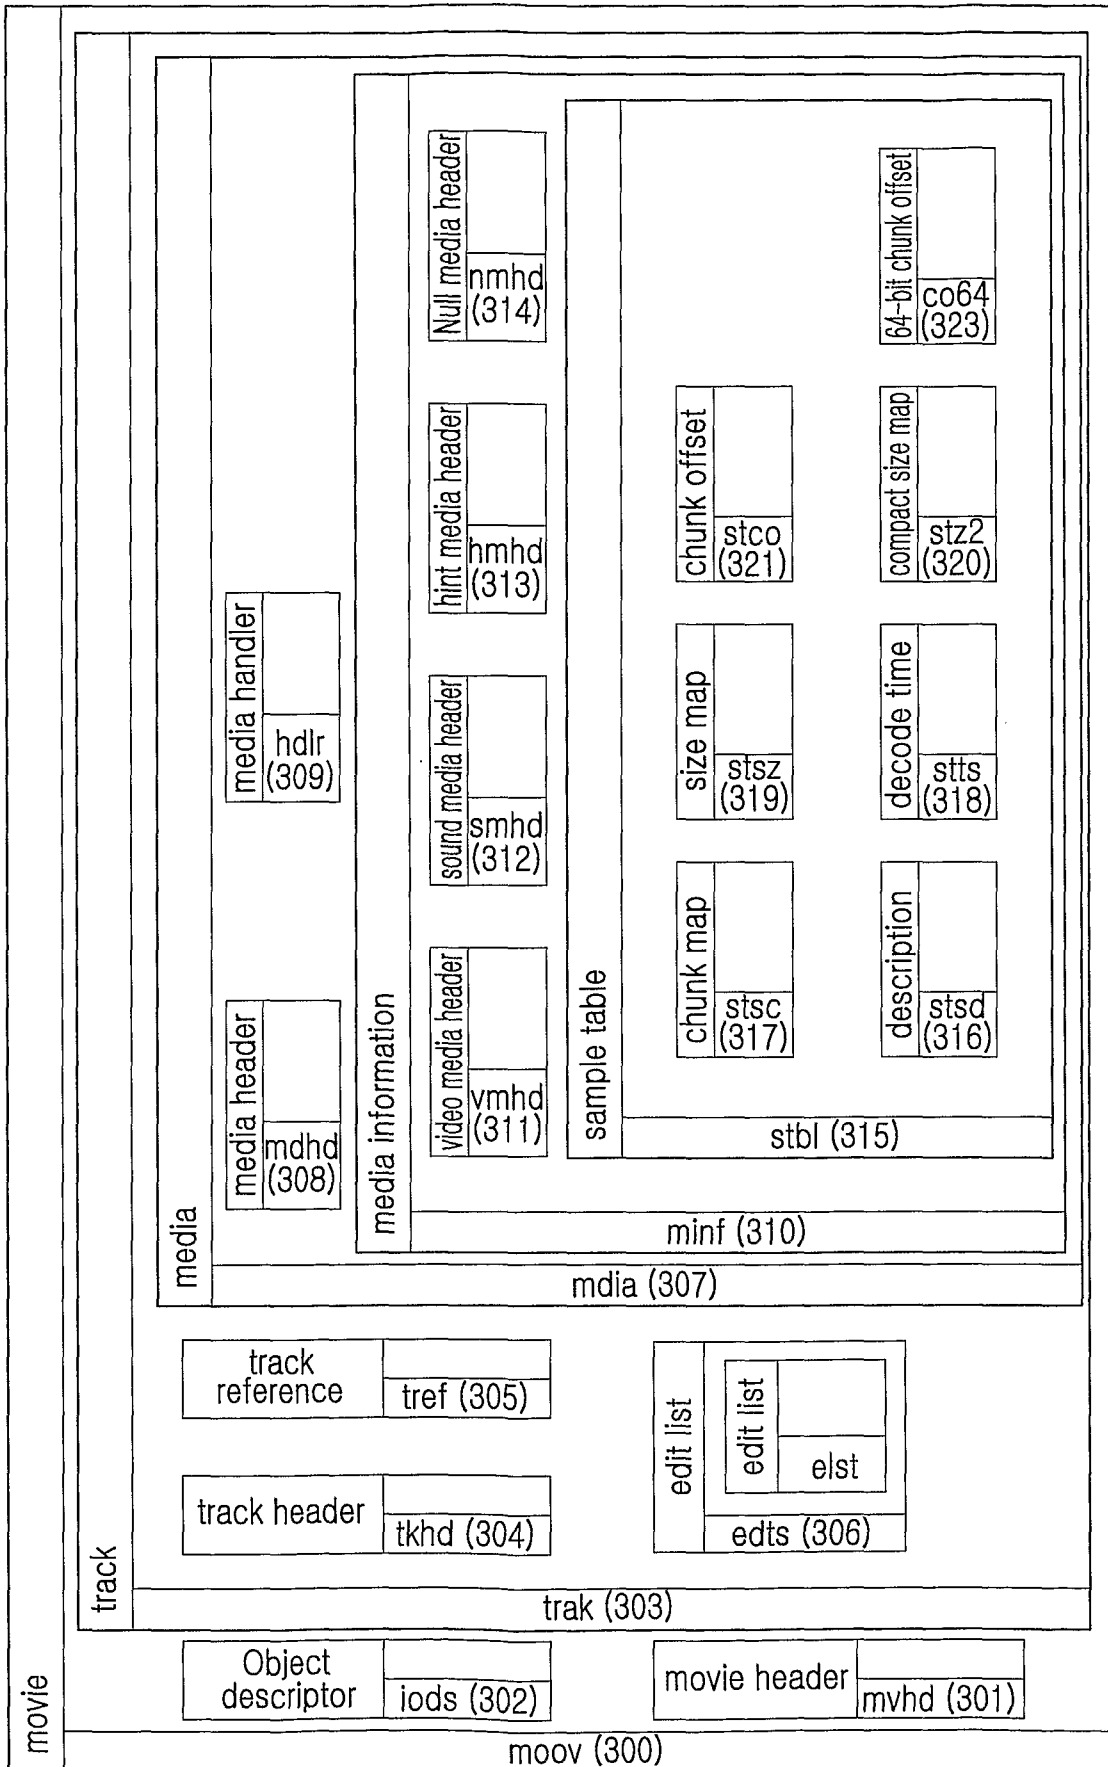 movie
moov (300)
movie header
mvhd (301)
Object
descriptor
iods (302)
track
trak (303)
track header
tkhd (304)
track
reference
tref (305)
edit list
edts (306)
edit list
elst
media
mdia (307)
media header
mdhd
(308)
media handler
hdlr
(309)
media information
minf (310)
video media header
vmhd
(311)
sound media header
smhd
(312)
hint media header
hmhd
(313)
Null media header
nmhd
(314)
sample table
stbl (315)
description
stsd
(316)
chunk map
stsc
(317)
decode time
stts
(318)
size map
stsz
(319)
compact size map
stz2
(320)
chunk offset
stco
(321)
64-bit chunk offset
co64
(323)